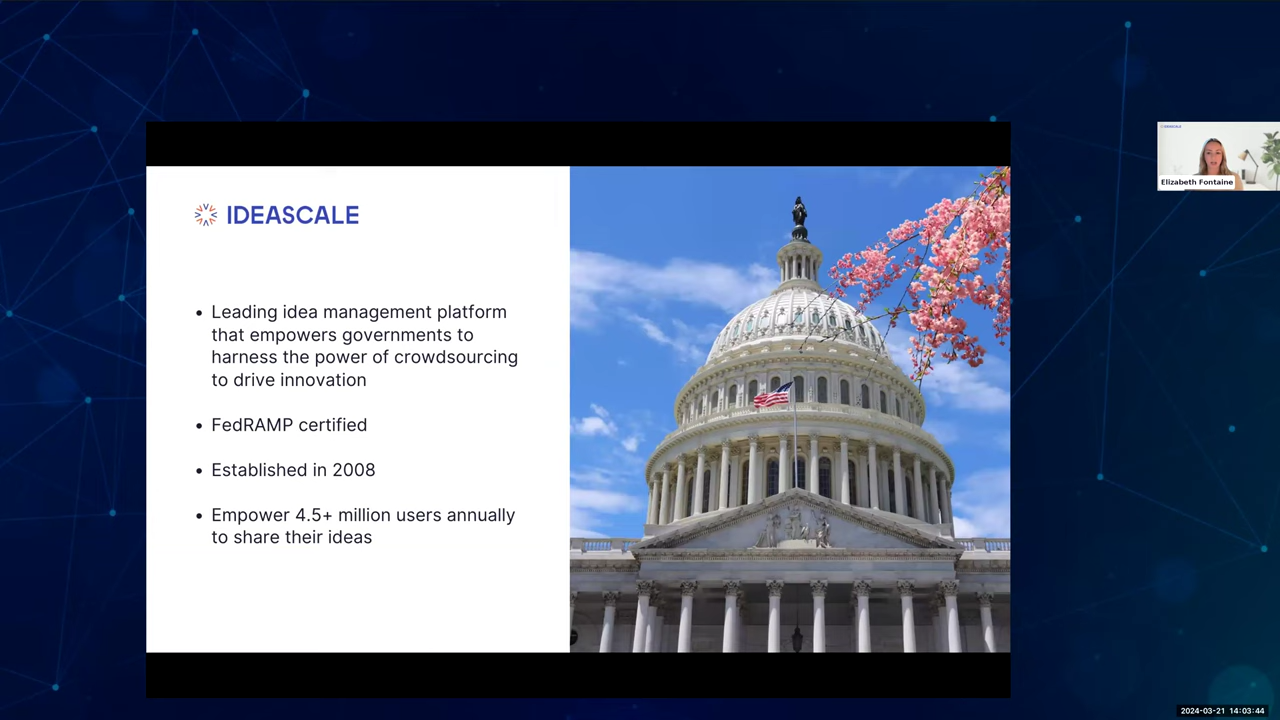 IDEASCALE
• Leading idea management platform
that empowers governments to
harness the power of crowdsourcing
to drive innovation
• FedRAMP certified
• Established in 2008
• Empower 4.5+ million users annually
to share their ideas
IDEASCALE
Elizabeth Fontaine
2024-03-21 14:03:44